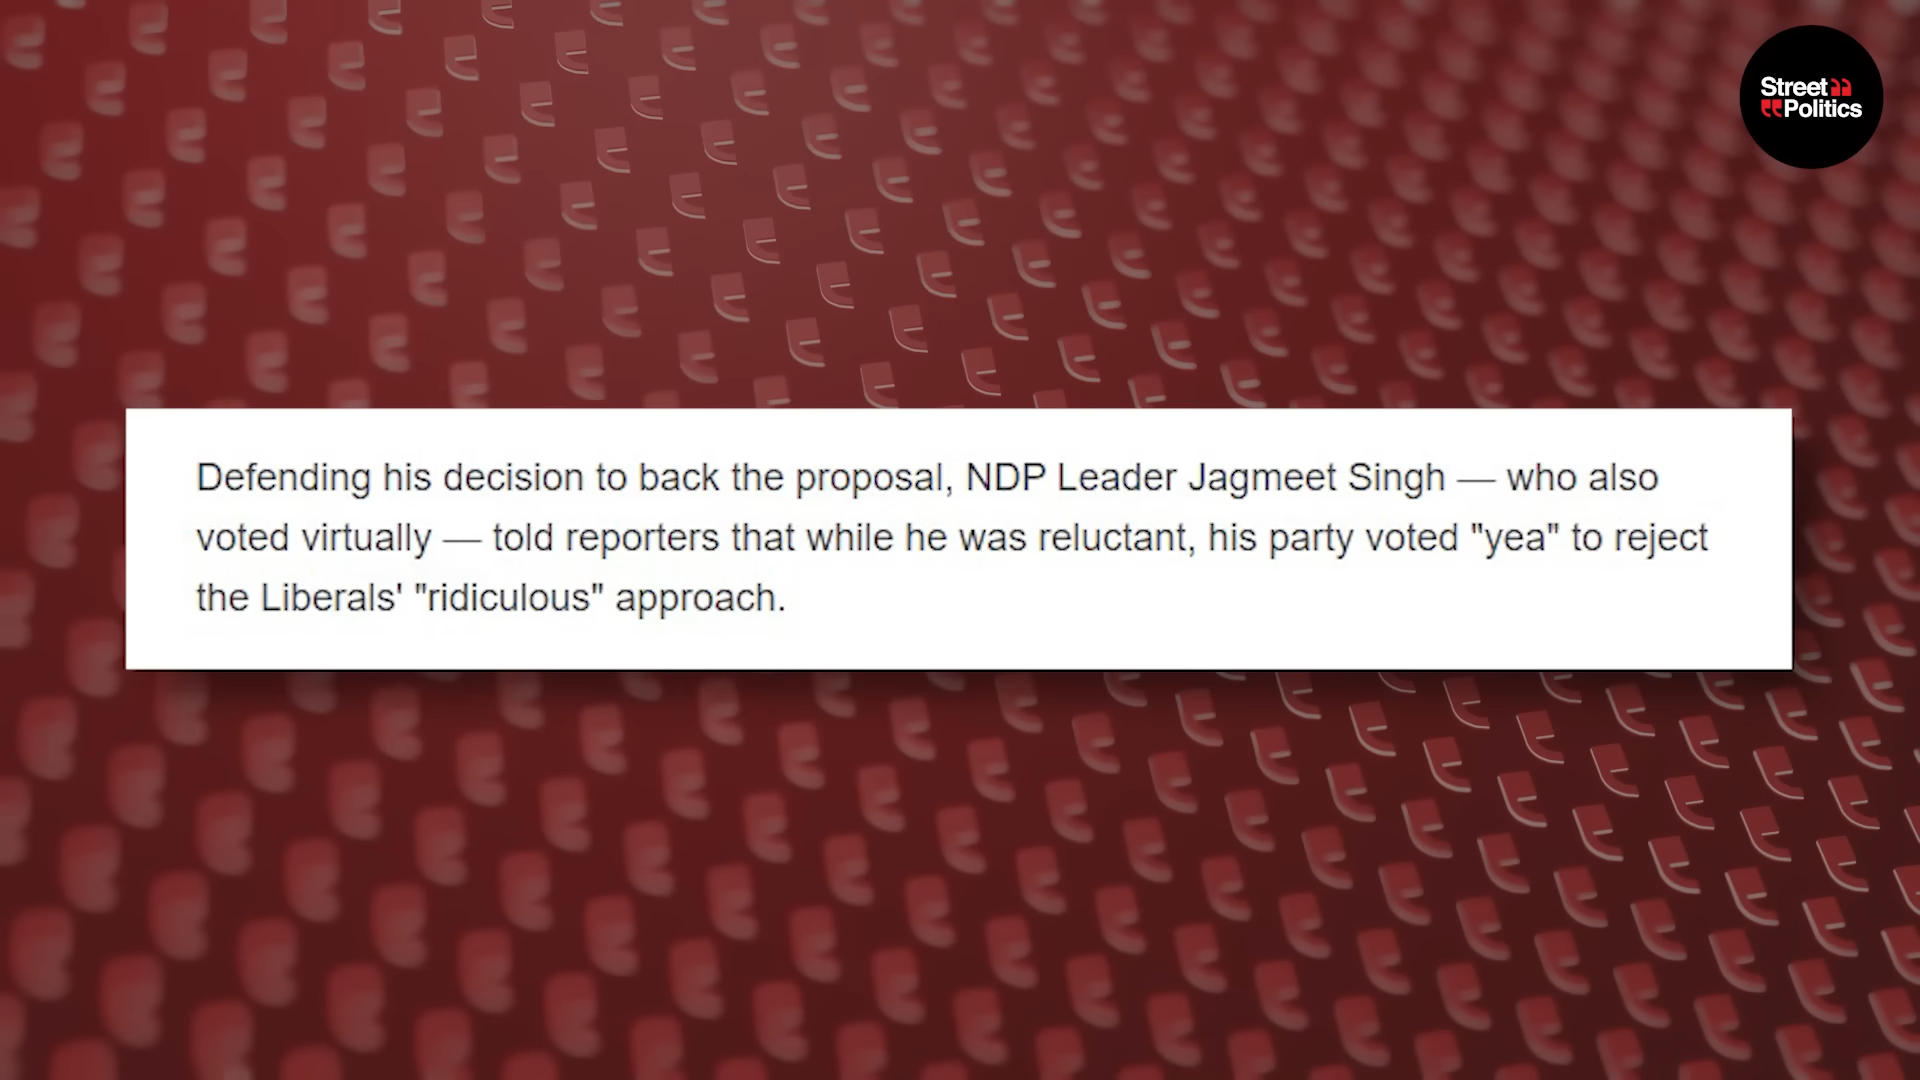 Street
Politics
Defending his decision to back the proposal, NDP Leader Jagmeet Singh — who also
voted virtually — told reporters that while he was reluctant, his party voted "yea" to reject
the Liberals' "ridiculous" approach.